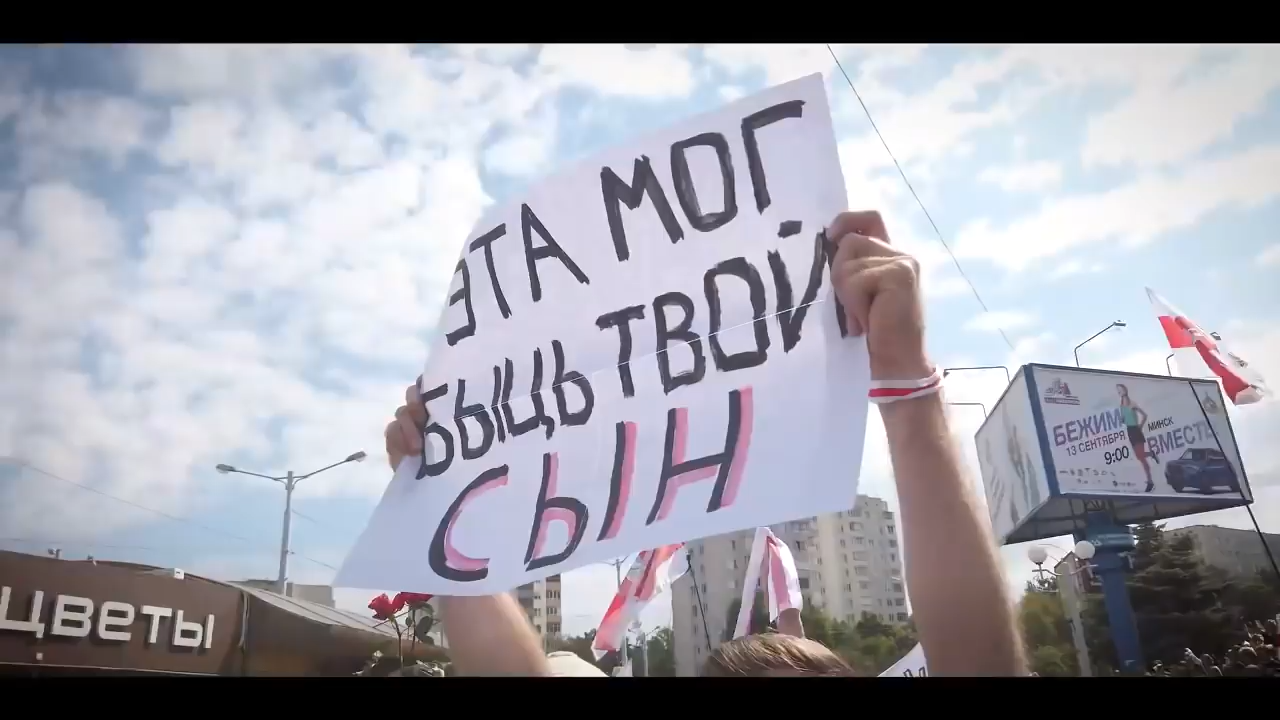 ЭТА МОГ
БЫЦЬ ТВОЙ
СЫН
БЕЖИМ
13 СЕНТЯБРЯ
9:00
МИНСК
ВМЕСТЕ
цветы